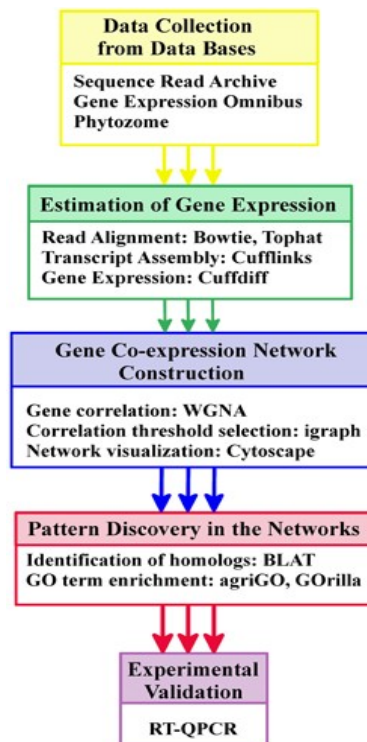 Data Collection
from Data Bases
Sequence Read Archive
Gene Expression Omnibus
Phytozome
Estimation of Gene Expression
Read Alignment: Bowtie, Tophat
Transcript Assembly: Cufflinks
Gene Expression: Cuffdiff
Gene Co-expression Network
Construction
Gene correlation: WGNA
Correlation threshold selection: igraph
Network visualization: Cytoscape
Pattern Discovery in the Networks
Identification of homologs: BLAT
GO term enrichment: agriGO, GOrilla
Experimental
Validation
RT-QPCR